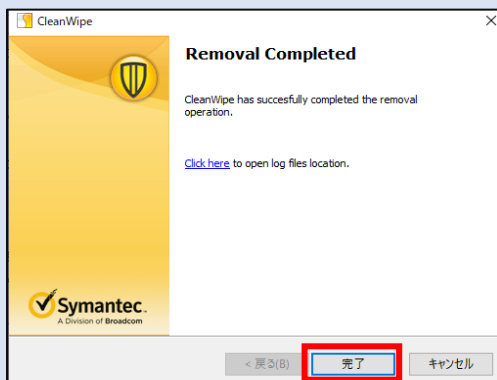 CleanWipe
Removal Completed
CleanWipe has succesfully completed the removal
operation.
Click here to open log files location.
Symantec.
A Division of Broadcom
< 戻る(B)
完了
キャンセル